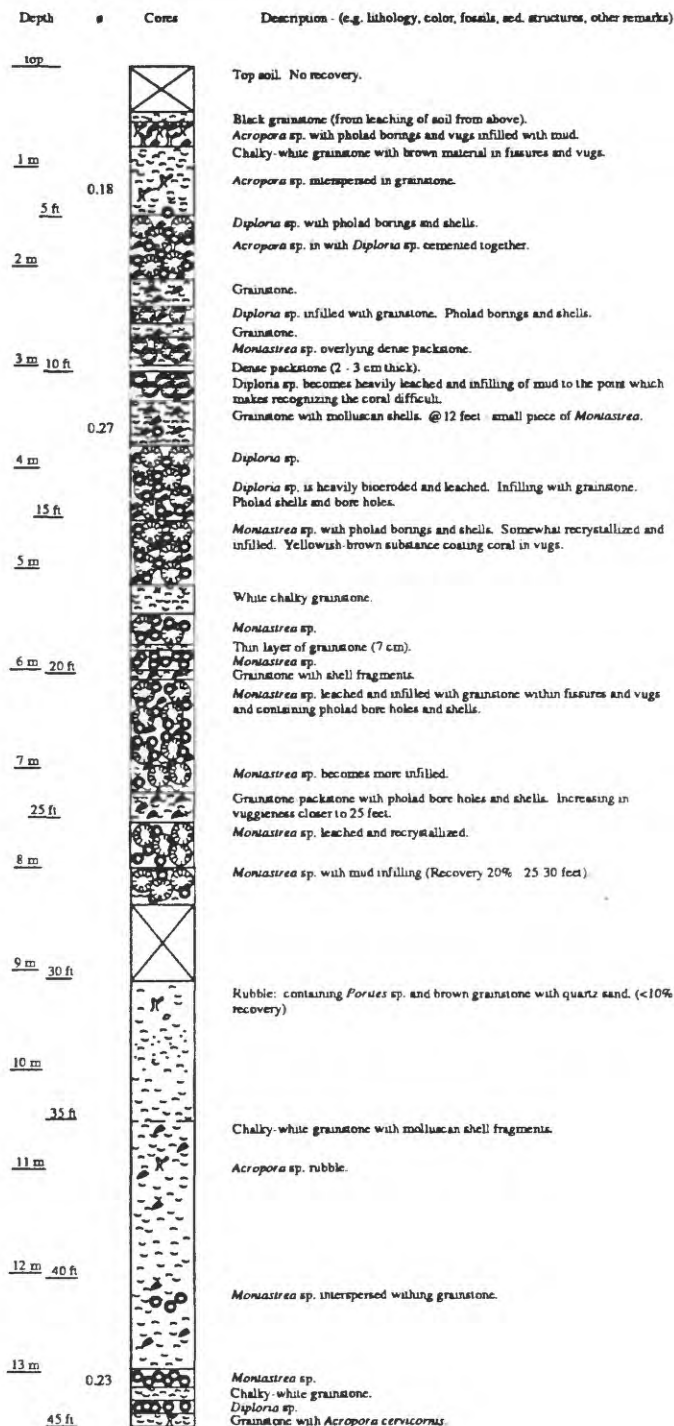 Depth ø Cores Description - (e.g. lithology, color, fossils, sed. structures, other remarks)
top
Top soil. No recovery.
Black grainstone (from leaching of soil from above).
Acropora sp. with pholad borings and vugs infilled with mud.
Chalky-white grainstone with brown material in fissures and vugs.
1 m
Acropora sp. interspersed in grainstone.
0.18
5 ft
Diploria sp. with pholad borings and shells.
Acropora sp. in with Diploria sp. cemented together.
2 m
Grainstone.
Diploria sp. infilled with grainstone. Pholad borings and shells.
Grainstone.
Montastrea sp. overlying dense packstone.
3 m 10 ft
Dense packstone (2 - 3 cm thick).
Diploria sp. becomes heavily leached and infilling of mud to the point which
makes recognizing the coral difficult.
Grainstone with molluscan shells. @ 12 feet small piece of Montastrea.
0.27
4 m
Diploria sp.
Diploria sp. is heavily bioeroded and leached. Infilling with grainstone.
Pholad shells and bore holes.
15 ft
Montastrea sp. with pholad borings and shells. Somewhat recrystallized and
infilled. Yellowish-brown substance coating coral in vugs.
5 m
White chalky grainstone.
Montastrea sp.
Thin layer of grainstone (7 cm).
6 m 20 ft
Montastrea sp.
Grainstone with shell fragments.
Montastrea sp. leached and infilled with grainstone within fissures and vugs
and containing pholad bore holes and shells.
7 m
Montastrea sp. becomes more infilled.
25 ft
Grainstone packstone with pholad bore holes and shells. Increasing in
vuggieness closer to 25 feet.
Montastrea sp. leached and recrystallized.
8 m
Montastrea sp. with mud infilling (Recovery 20% 25 30 feet)
9 m 30 ft
Rubble: containing Porites sp. and brown grainstone with quartz sand. (<10%
recovery)
10 m
35 ft
Chalky-white grainstone with molluscan shell fragments.
11 m
Acropora sp. rubble.
12 m 40 ft
Montastrea sp. interspersed withing grainstone.
13 m
0.23
Montastrea sp.
Chalky-white grainstone.
Diploria sp.
45 ft
Grainstone with Acropora cervicornus.